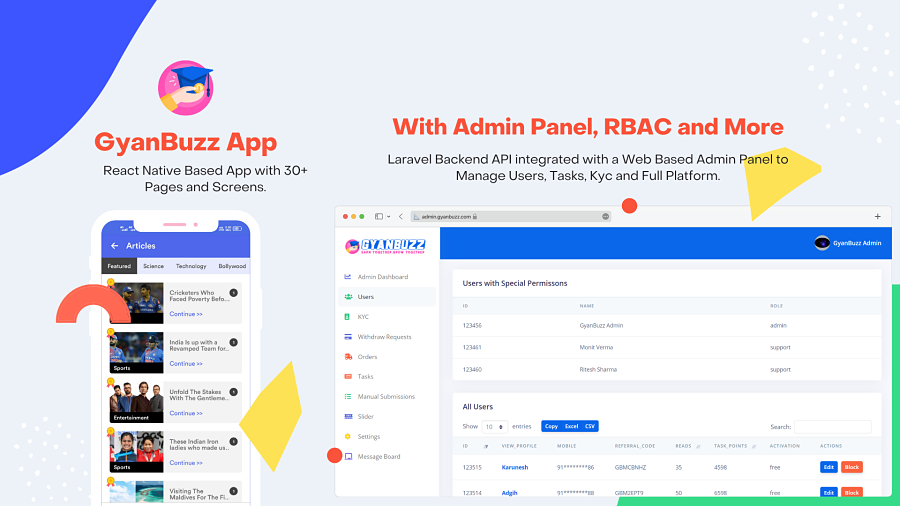 GyanBuzz App
React Native Based App with 30+
Pages and Screens.
Articles
Featured Science Technology Bollywood
Cricketers Who
Faced Poverty Befo..
Continue >>
India Is up with a
Revamped Team for..
Continue >>
Sports
Unfold The Stakes
With The Gentleme..
Continue >>
Entertainment
These Indian Iron
ladies who made us..
Continue >>
Sports
Visiting The
Maldives For The Fi..
With Admin Panel, RBAC and More
Laravel Backend API integrated with a Web Based Admin Panel to
Manage Users, Tasks, Kyc and Full Platform.
admin.gyanbuzz.com
GYANBUZZ
EARN TOGETHER GROW TOGETHER
GyanBuzz Admin
Admin Dashboard
Users
KYC
Withdraw Requests
Orders
Tasks
Manual Submissions
Slider
Settings
Message Board
Users with Special Permissons
ID NAME ROLE
123456 GyanBuzz Admin admin
123461 Monit Verma support
123460 Ritesh Sharma support
All Users
Show 10 entries Copy Excel CSV Search:
ID VIEW_PROFILE MOBILE REFERRAL_CODE READS TASK_POINTS ACTIVATION ACTIONS
123515 Karunesh 91********86 GBMCBNHZ 35 4598 free Edit Block
123514 Adgih 91********88 GBM2EPT9 50 6598 free Edit Block